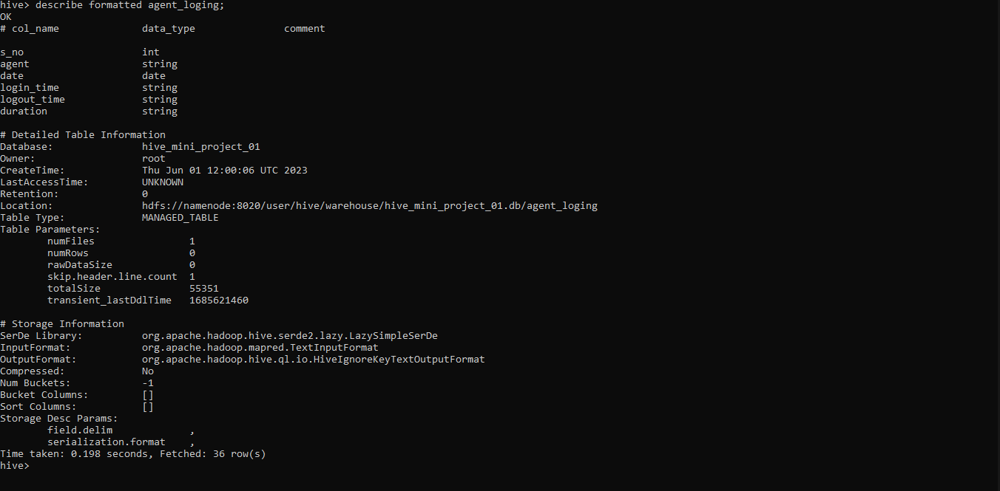 hive> describe formatted agent_loging;
OK
# col_name data_type comment
s_no int
agent string
date date
login_time string
logout_time string
duration string
# Detailed Table Information
Database: hive_mini_project_01
Owner: root
CreateTime: Thu Jun 01 12:00:06 UTC 2023
LastAccessTime: UNKNOWN
Retention: 0
Location: hdfs://namenode:8020/user/hive/warehouse/hive_mini_project_01.db/agent_loging
Table Type: MANAGED_TABLE
Table Parameters:
numFiles 1
numRows 0
rawDataSize 0
skip.header.line.count 1
totalSize 55351
transient_lastDdlTime 1685621460
# Storage Information
SerDe Library: org.apache.hadoop.hive.serde2.lazy.LazySimpleSerDe
InputFormat: org.apache.hadoop.mapred.TextInputFormat
OutputFormat: org.apache.hadoop.hive.ql.io.HiveIgnoreKeyTextOutputFormat
Compressed: No
Num Buckets: -1
Bucket Columns: []
Sort Columns: []
Storage Desc Params:
field.delim ,
serialization.format ,
Time taken: 0.198 seconds, Fetched: 36 row(s)
hive>